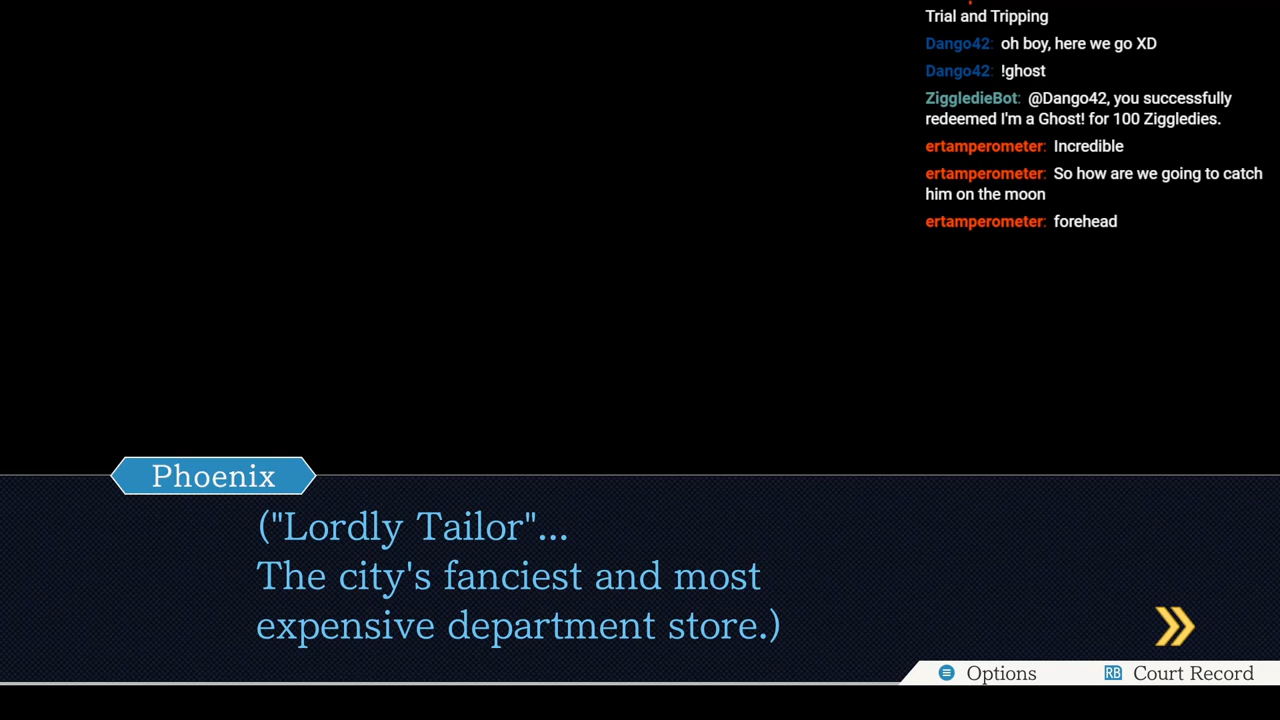 Trial and Tripping
Dango42: oh boy, here we go XD
Dango42: !ghost
ZiggledieBot: @Dango42, you successfully
redeemed I'm a Ghost! for 100 Ziggledies.
ertamperometer: Incredible
ertamperometer: So how are we going to catch
him on the moon
ertamperometer: forehead
Phoenix
("Lordly Tailor"...
The city's fanciest and most
expensive department store.)
Options
RB Court Record